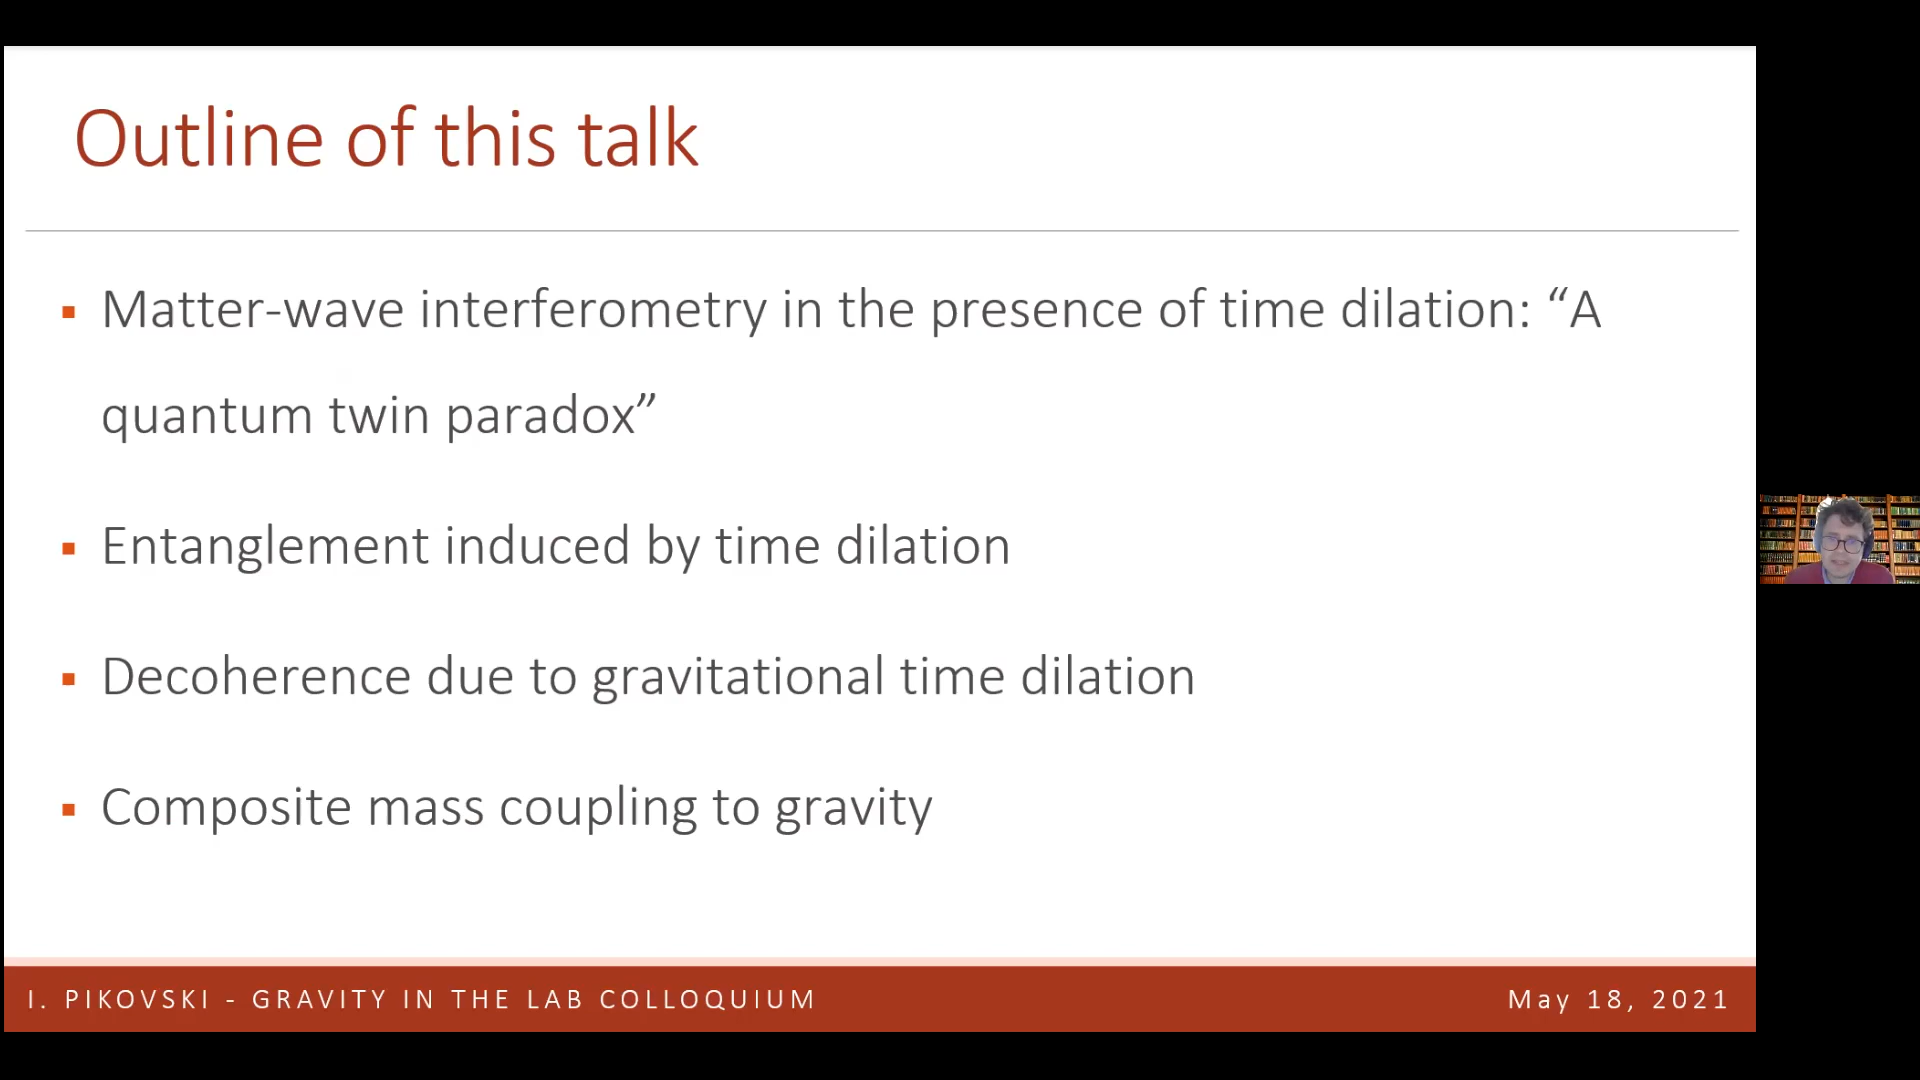 Outline of this talk
▪ Matter-wave interferometry in the presence of time dilation: “A
quantum twin paradox”
▪ Entanglement induced by time dilation
▪ Decoherence due to gravitational time dilation
▪ Composite mass coupling to gravity
I. PIKOVSKI - GRAVITY IN THE LAB COLLOQUIUM
May 18, 2021